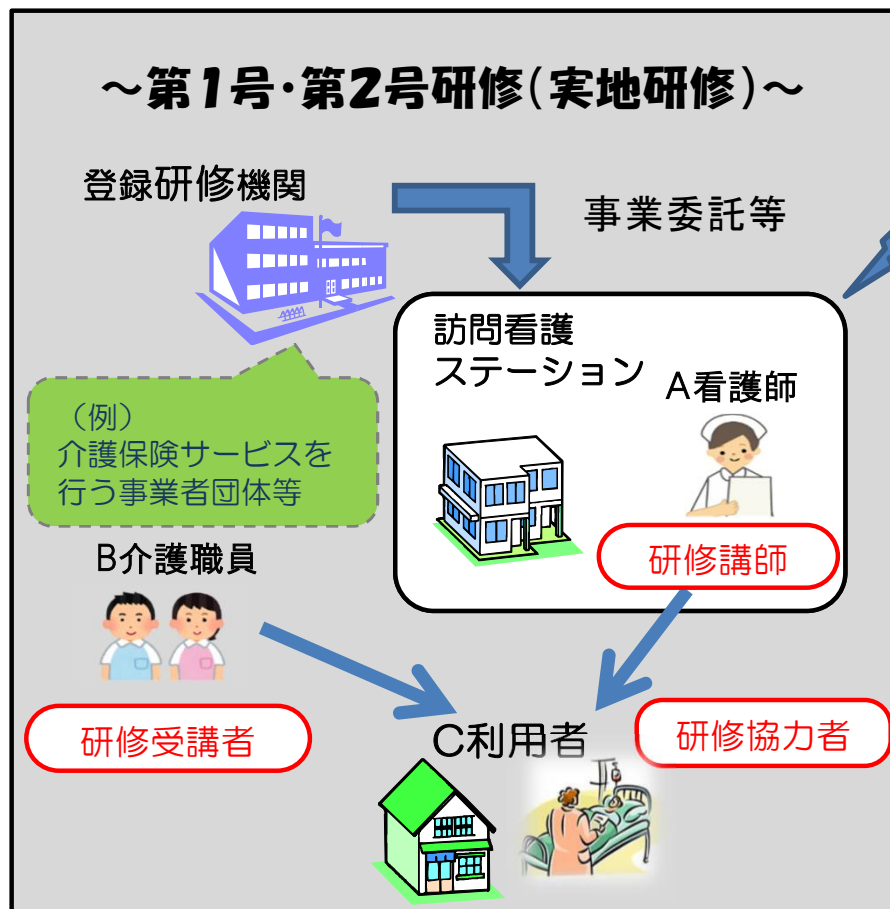 ～第1号・第2号研修(実地研修)～
登録研修機関
事業委託等
訪問看護
ステーション
A看護師
研修講師
（例）
介護保険サービスを
行う事業者団体等
B介護職員
研修受講者
C利用者
研修協力者